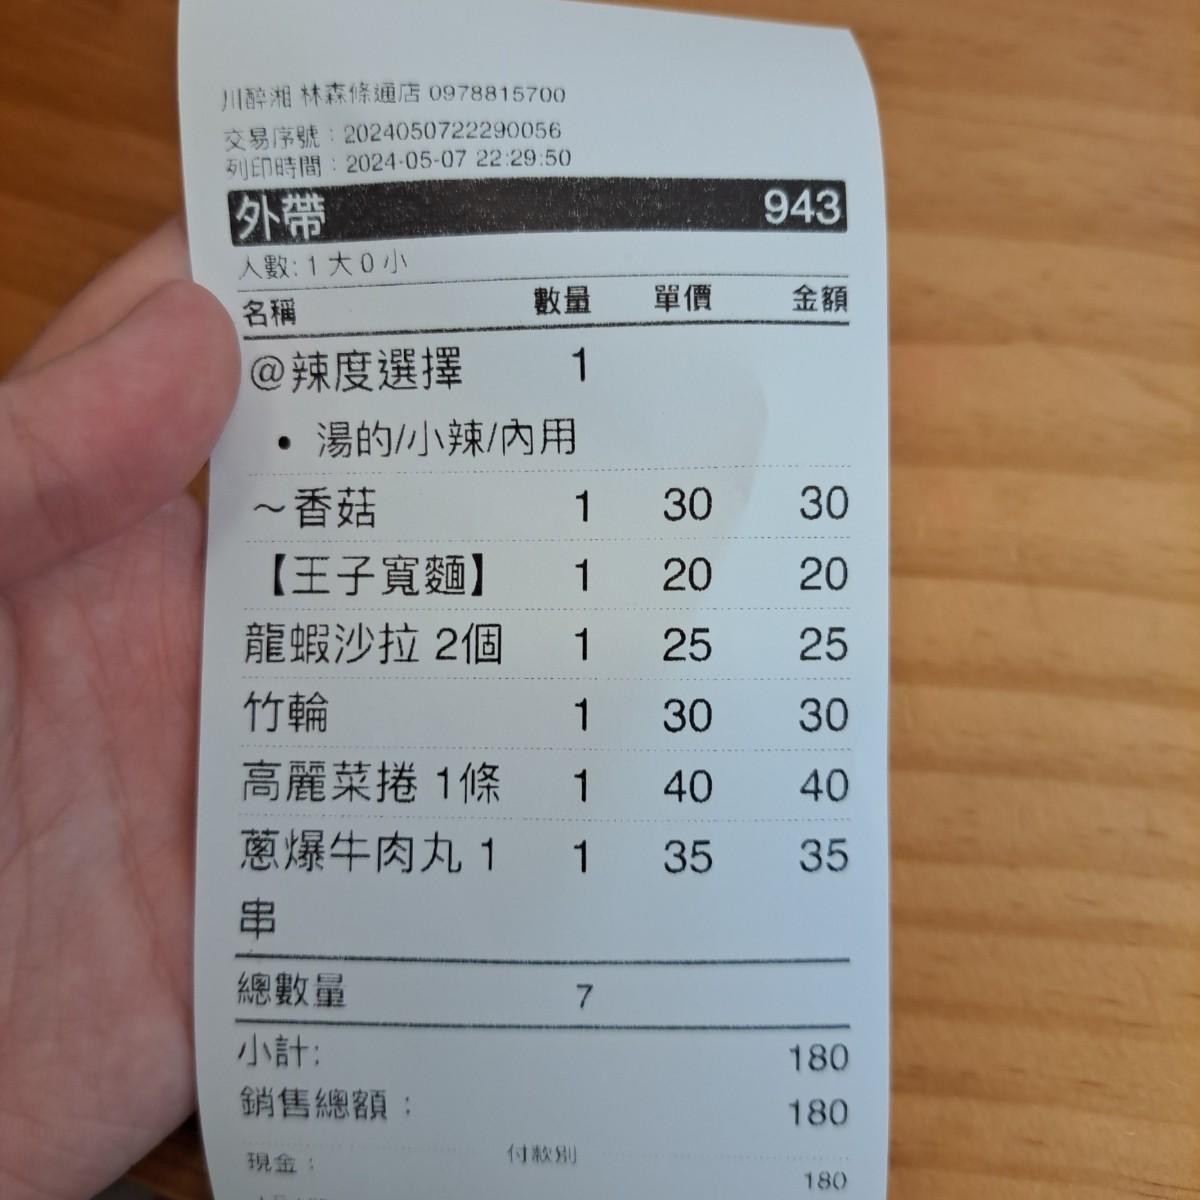 川醉湘 林森條通店 0978815700
交易序號：2024050722290056
列印時間：2024-05-07 22:29:50
外帶 943
人數: 1 大 0 小
名稱 數量 單價 金額
@辣度選擇 1
• 湯的/小辣/內用
～香菇 1 30 30
【王子寬麵】 1 20 20
龍蝦沙拉 2個 1 25 25
竹輪 1 30 30
高麗菜捲 1條 1 40 40
蔥爆牛肉丸 1 1 35 35
串
總數量 7
小計: 180
銷售總額： 180
付款別
現金： 180